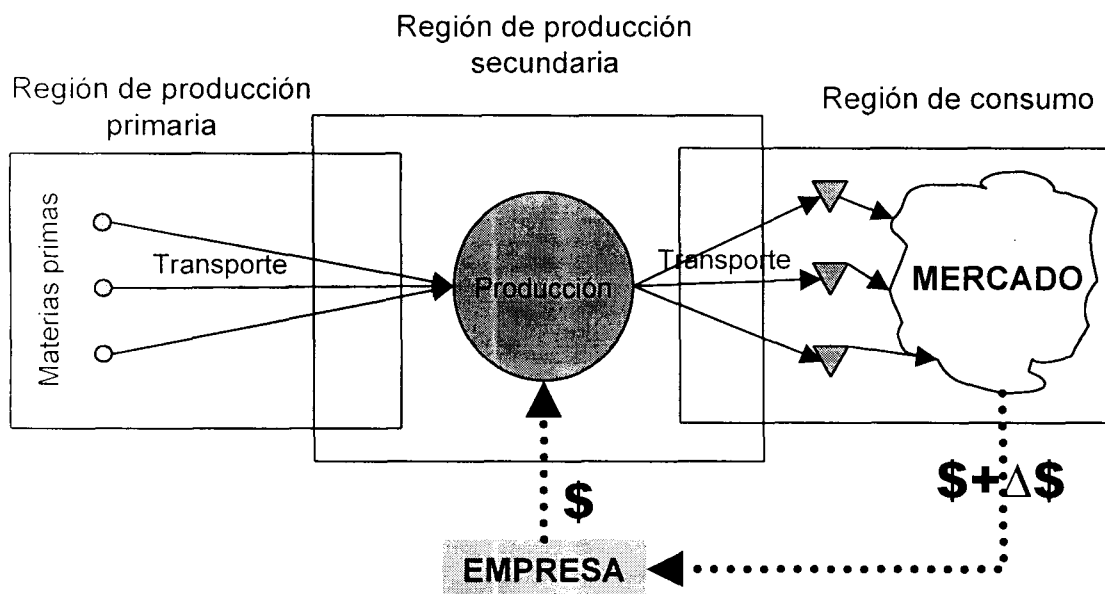 Región de producción
secundaria
Región de producción
primaria
Región de consumo
Materias primas
Transporte
Producción
Transporte
MERCADO
$
$+Δ$
EMPRESA